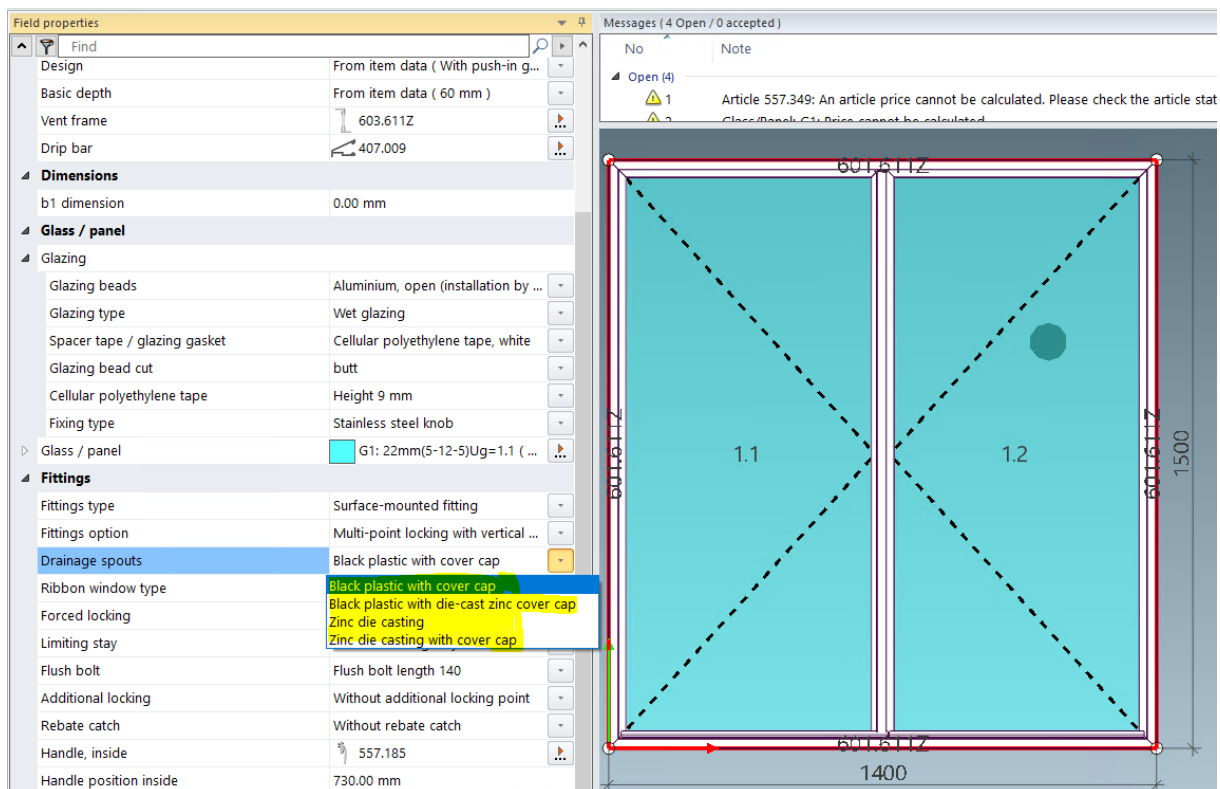 Field properties
Find
Design From item data ( With push-in g...
Basic depth From item data ( 60 mm )
Vent frame 603.611Z
Drip bar 407.009
Dimensions
b1 dimension 0.00 mm
Glass / panel
Glazing
Glazing beads Aluminium, open (installation by ...
Glazing type Wet glazing
Spacer tape / glazing gasket Cellular polyethylene tape, white
Glazing bead cut butt
Cellular polyethylene tape Height 9 mm
Fixing type Stainless steel knob
Glass / panel G1: 22mm(5-12-5)Ug=1.1 ( ...
Fittings
Fittings type Surface-mounted fitting
Fittings option Multi-point locking with vertical ...
Drainage spouts Black plastic with cover cap
Ribbon window type
Black plastic with cover cap
Black plastic with die-cast zinc cover cap
Forced locking
Zinc die casting
Zinc die casting with cover cap
Limiting stay
Flush bolt Flush bolt length 140
Additional locking Without additional locking point
Rebate catch Without rebate catch
Handle, inside 557.185
Handle position inside 730.00 mm
Messages ( 4 Open / 0 accepted )
No Note
Open (4)
1 Article 557.349: An article price cannot be calculated. Please check the article stat
2 Glass/Panel: G1: Price cannot be calculated
601.611Z
601.611Z
1.1
1.2
601.611Z
1500
601.611Z
1400